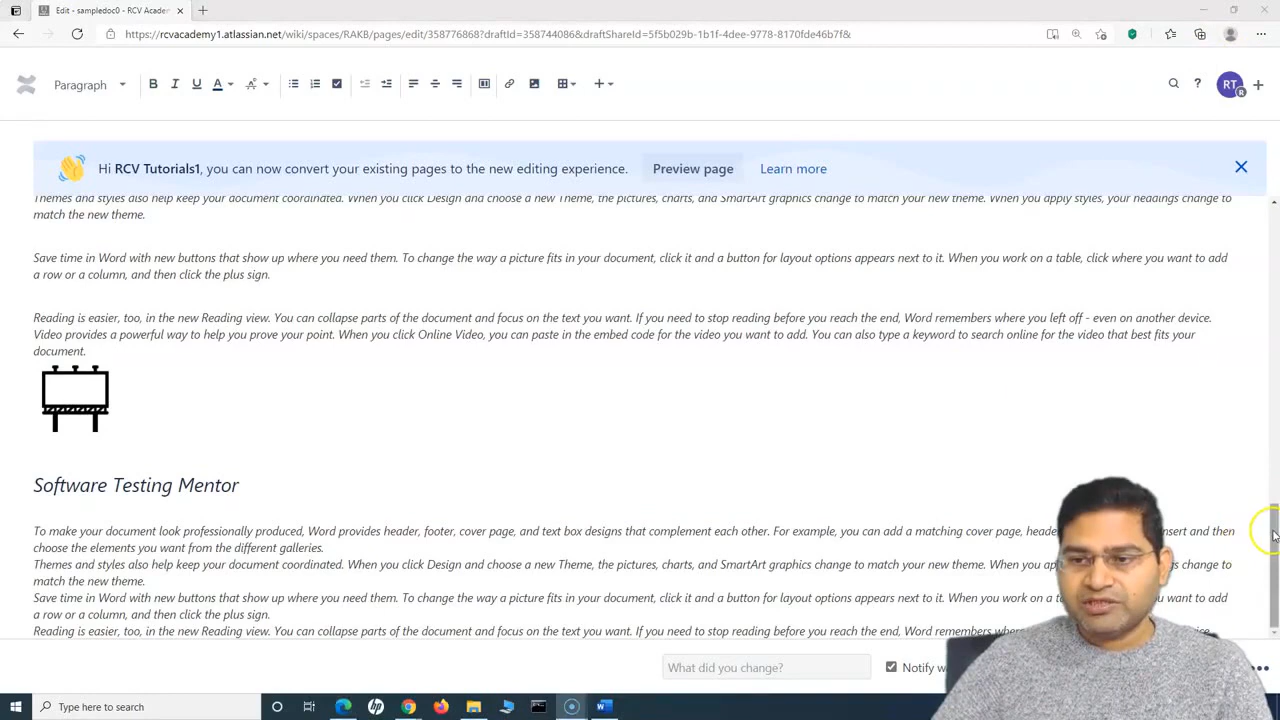 Edit - sampledoc0 - RCV Acade
https://rcvacademy1.atlassian.net/wiki/spaces/RAKB/pages/edit/358776868?draftId=358744086&draftShareId=5f5b029b-1b1f-4dee-9778-8170fde46b7f&
Paragraph
B I U A
RT
R
Hi RCV Tutorials1, you can now convert your existing pages to the new editing experience. Preview page Learn more
Themes and styles also help keep your document coordinated. When you click Design and choose a new Theme, the pictures, charts, and SmartArt graphics change to match your new theme. When you apply styles, your headings change to
match the new theme.
Save time in Word with new buttons that show up where you need them. To change the way a picture fits in your document, click it and a button for layout options appears next to it. When you work on a table, click where you want to add
a row or a column, and then click the plus sign.
Reading is easier, too, in the new Reading view. You can collapse parts of the document and focus on the text you want. If you need to stop reading before you reach the end, Word remembers where you left off - even on another device.
Video provides a powerful way to help you prove your point. When you click Online Video, you can paste in the embed code for the video you want to add. You can also type a keyword to search online for the video that best fits your
document.
Software Testing Mentor
To make your document look professionally produced, Word provides header, footer, cover page, and text box designs that complement each other. For example, you can add a matching cover page, heade nsert and then
choose the elements you want from the different galleries.
Themes and styles also help keep your document coordinated. When you click Design and choose a new Theme, the pictures, charts, and SmartArt graphics change to match your new theme. When you ap ings change to
match the new theme.
Save time in Word with new buttons that show up where you need them. To change the way a picture fits in your document, click it and a button for layout options appears next to it. When you work on a t you want to add
a row or a column, and then click the plus sign.
Reading is easier, too, in the new Reading view. You can collapse parts of the document and focus on the text you want. If you need to stop reading before you reach the end, Word remembers wher
What did you change? Notify w
Type here to search